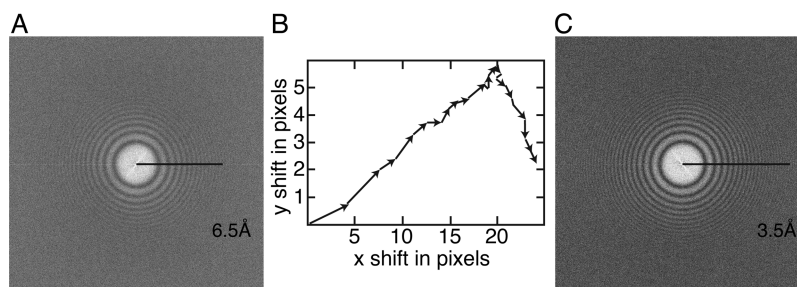 A
B
C
6.5Å
y shift in pixels
5
4
3
2
1
5 10 15 20
x shift in pixels
3.5Å